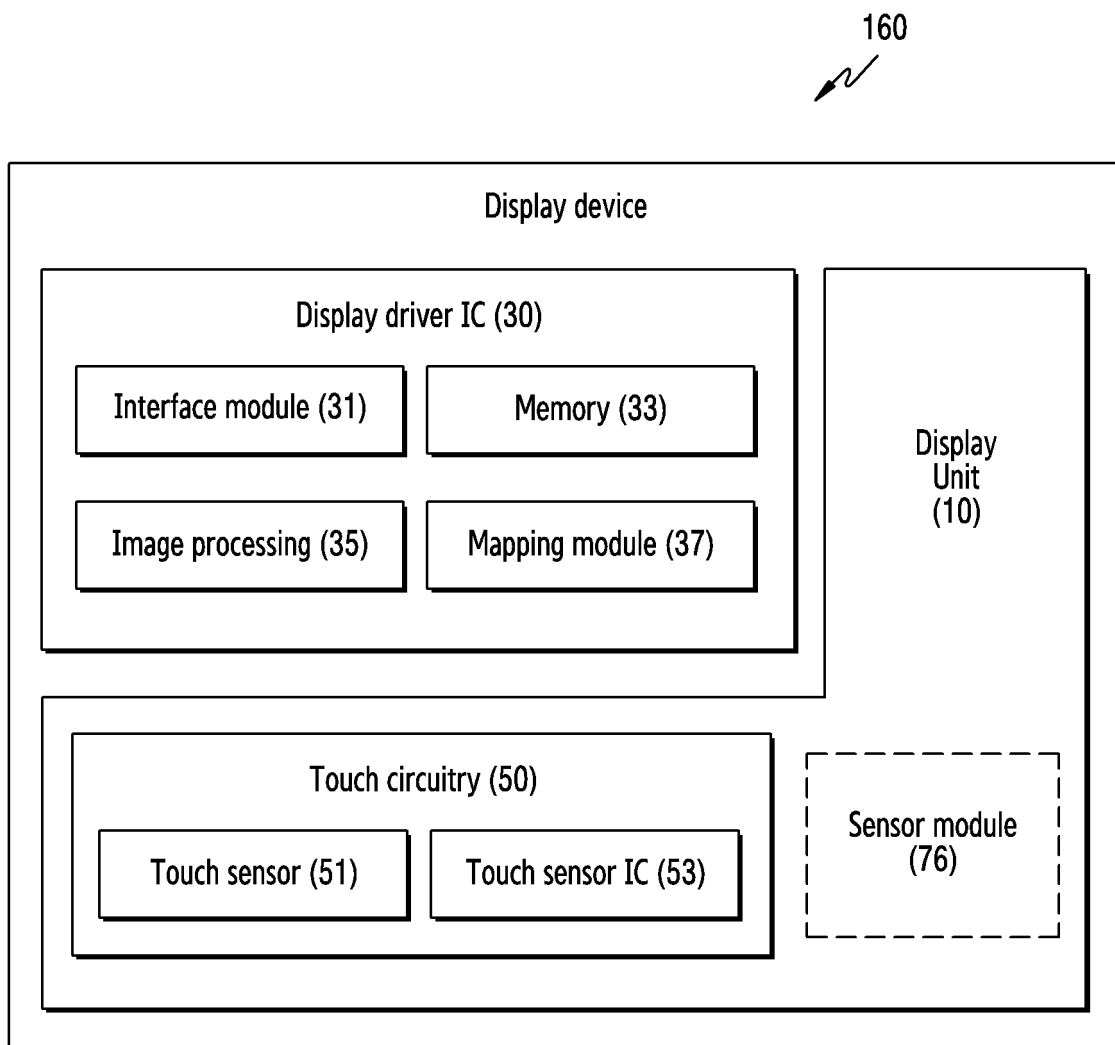 160
Display device
Display driver IC (30)
Interface module (31)
Memory (33)
Image processing (35)
Mapping module (37)
Display
Unit
(10)
Touch circuitry (50)
Touch sensor (51)
Touch sensor IC (53)
Sensor module
(76)